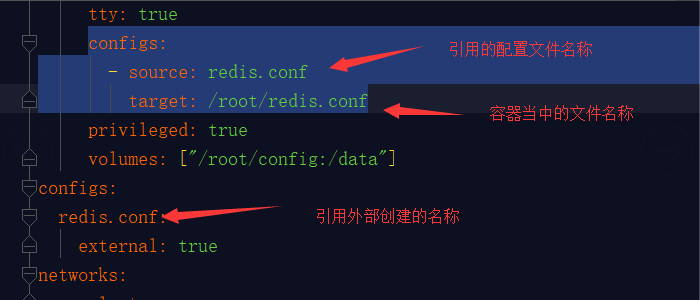 tty: true
configs:
引用的配置文件名称
- source: redis.conf
target: /root/redis.conf
容器当中的文件名称
privileged: true
volumes: ["/root/config:/data"]
configs:
redis.conf:
引用外部创建的名称
external: true
networks: